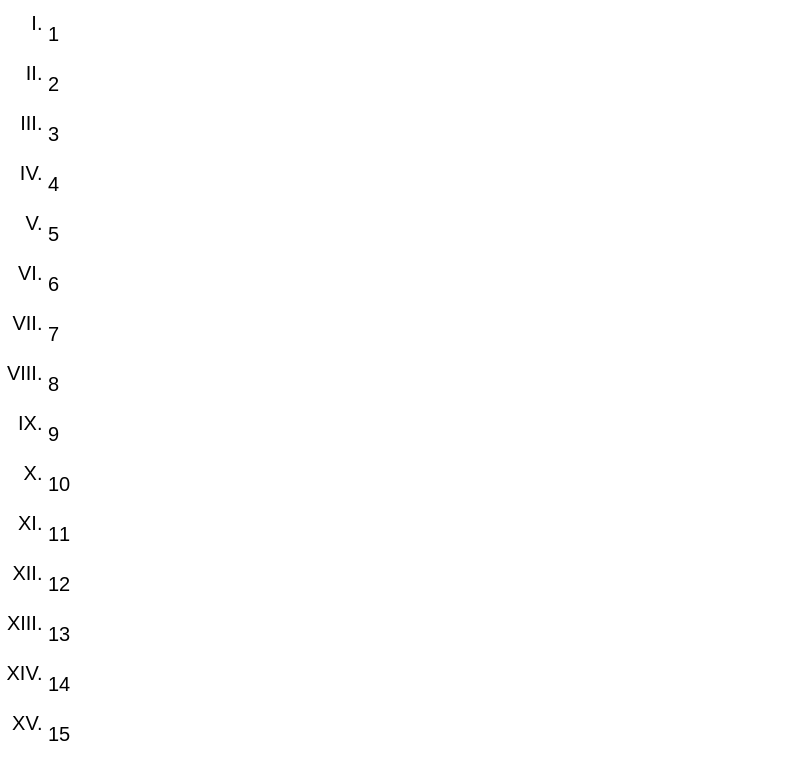 I. 1
II. 2
III. 3
IV. 4
V. 5
VI. 6
VII. 7
VIII. 8
IX. 9
X. 10
XI. 11
XII. 12
XIII. 13
XIV. 14
XV. 15